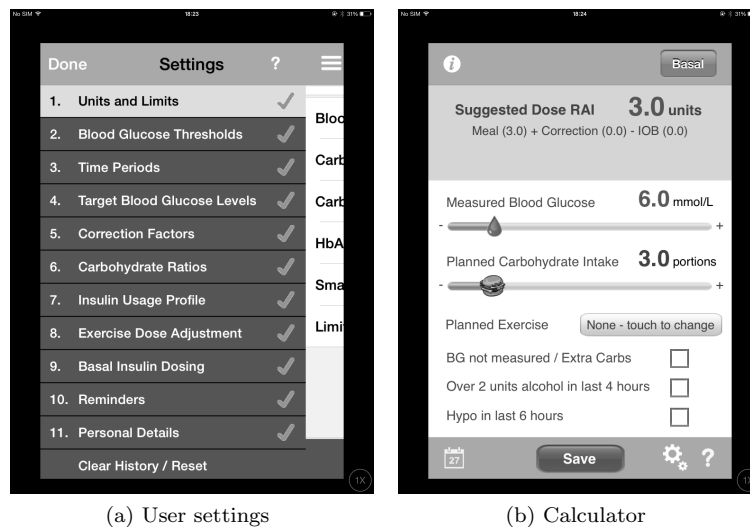 No SIM 18:23 31%
Done Settings ?
1. Units and Limits
2. Blood Glucose Thresholds
3. Time Periods
4. Target Blood Glucose Levels
5. Correction Factors
6. Carbohydrate Ratios
7. Insulin Usage Profile
8. Exercise Dose Adjustment
9. Basal Insulin Dosing
10. Reminders
11. Personal Details
Clear History / Reset
Bloo
Carb
Carb
HbA
Sma
Limi
1X
(a) User settings
No SIM 18:24 31%
i Basal
Suggested Dose RAI 3.0 units
Meal (3.0) + Correction (0.0) - IOB (0.0)
Measured Blood Glucose 6.0 mmol/L
- +
Planned Carbohydrate Intake 3.0 portions
- +
Planned Exercise None - touch to change
BG not measured / Extra Carbs
Over 2 units alcohol in last 4 hours
Hypo in last 6 hours
27 Save ?
1X
(b) Calculator